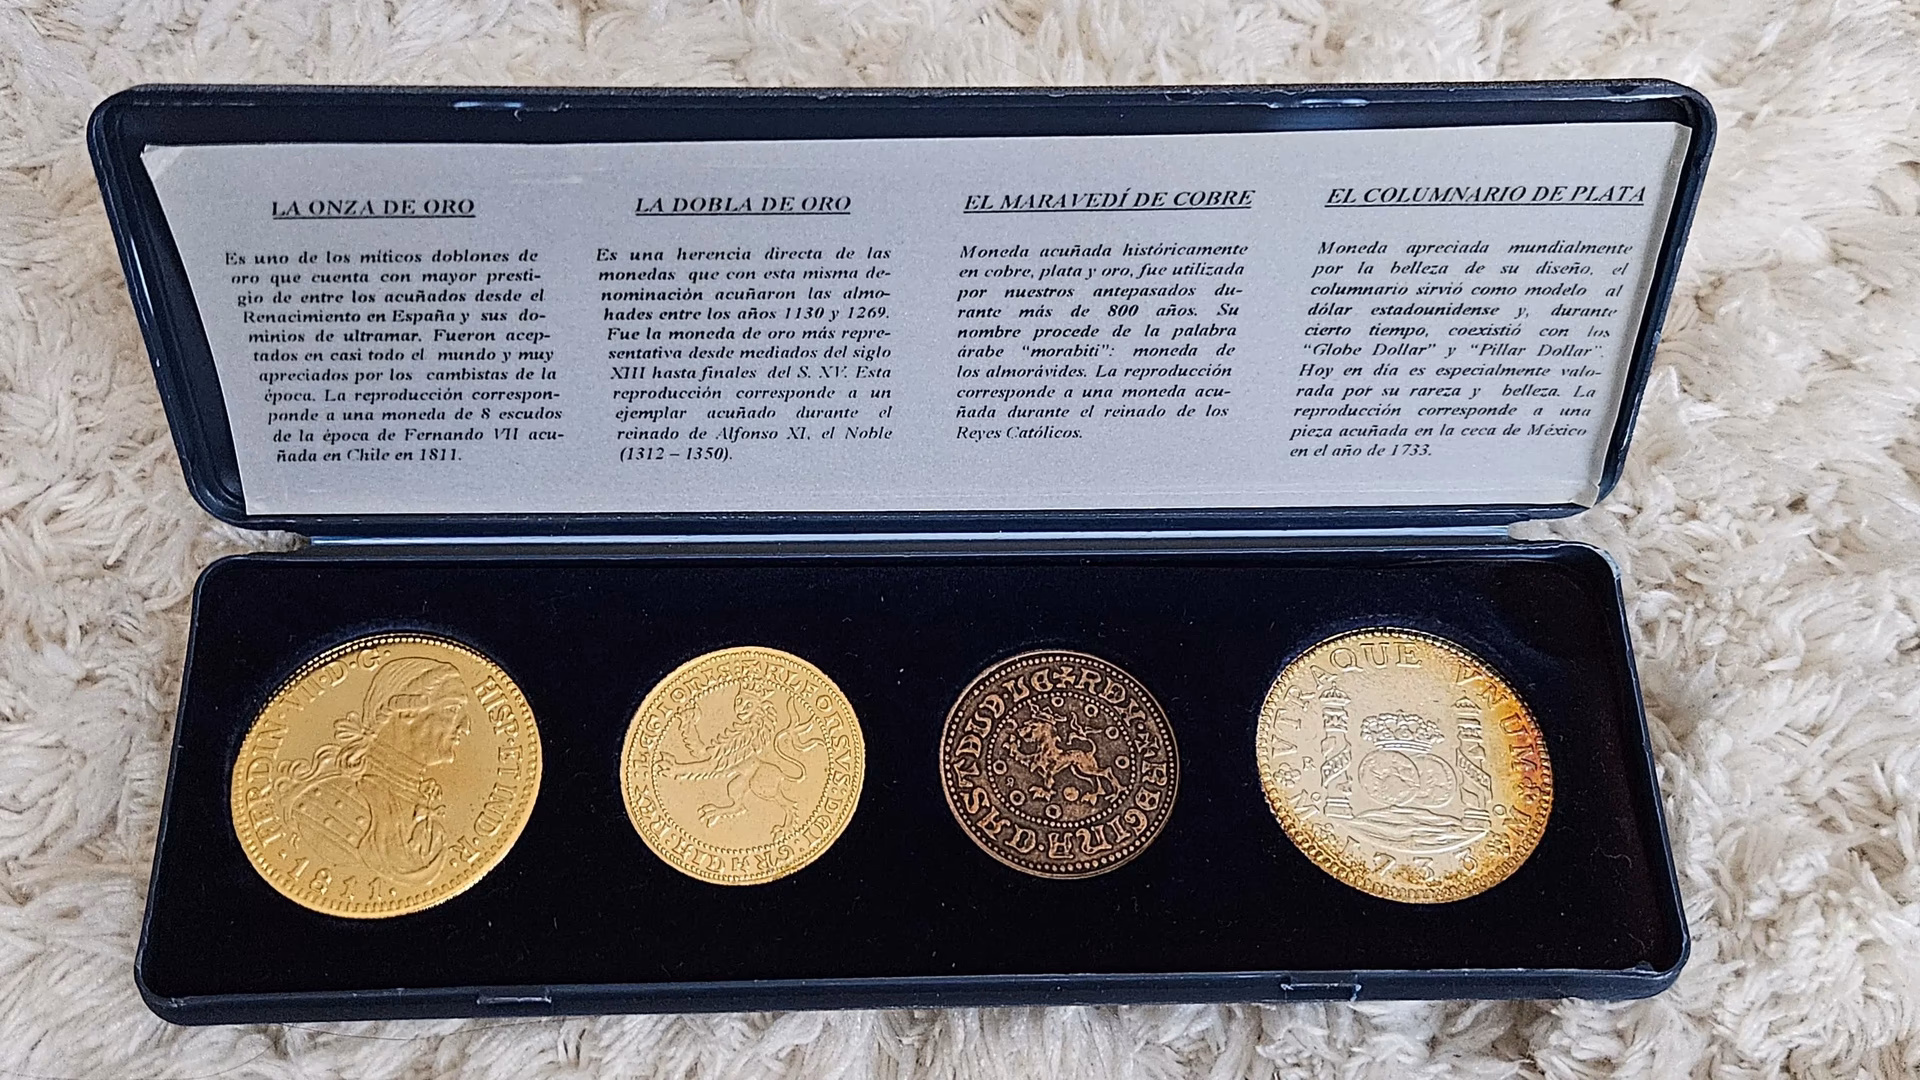 LA ONZA DE ORO
Es uno de los míticos doblones de
oro que cuenta con mayor presti-
gio de entre los acuñados desde el
Renacimiento en España y sus do-
minios de ultramar. Fueron acep-
tados en casi todo el mundo y muy
apreciados por los cambistas de la
época. La reproducción correspon-
ponde a una moneda de 8 escudos
de la época de Fernando VII acu-
ñada en Chile en 1811.
LA DOBLA DE ORO
Es una herencia directa de las
monedas que con esta misma de-
nominación acuñaron las almo-
hades entre los años 1130 y 1269.
Fue la moneda de oro más repre-
sentativa desde mediados del siglo
XIII hasta finales del S. XV. Esta
reproducción corresponde a un
ejemplar acuñado durante el
reinado de Alfonso XI, el Noble
(1312 – 1350).
EL MARAVEDÍ DE COBRE
Moneda acuñada históricamente
en cobre, plata y oro, fue utilizada
por nuestros antepasados du-
rante más de 800 años. Su
nombre procede de la palabra
árabe “morabiti”: moneda de
los almorávides. La reproducción
corresponde a una moneda acu-
ñada durante el reinado de los
Reyes Católicos.
EL COLUMNARIO DE PLATA
Moneda apreciada mundialmente
por la belleza de su diseño, el
columnario sirvió como modelo al
dólar estadounidense y, durante
cierto tiempo, coexistió con los
“Globe Dollar” y “Pillar Dollar”.
Hoy en día es especialmente valo-
rada por su rareza y belleza. La
reproducción corresponde a una
pieza acuñada en la ceca de México
en el año de 1733.
FERDIN·VII·D·G·
HISP·ET IND·R·
·1811·
VTRAQUE VNUM
1733